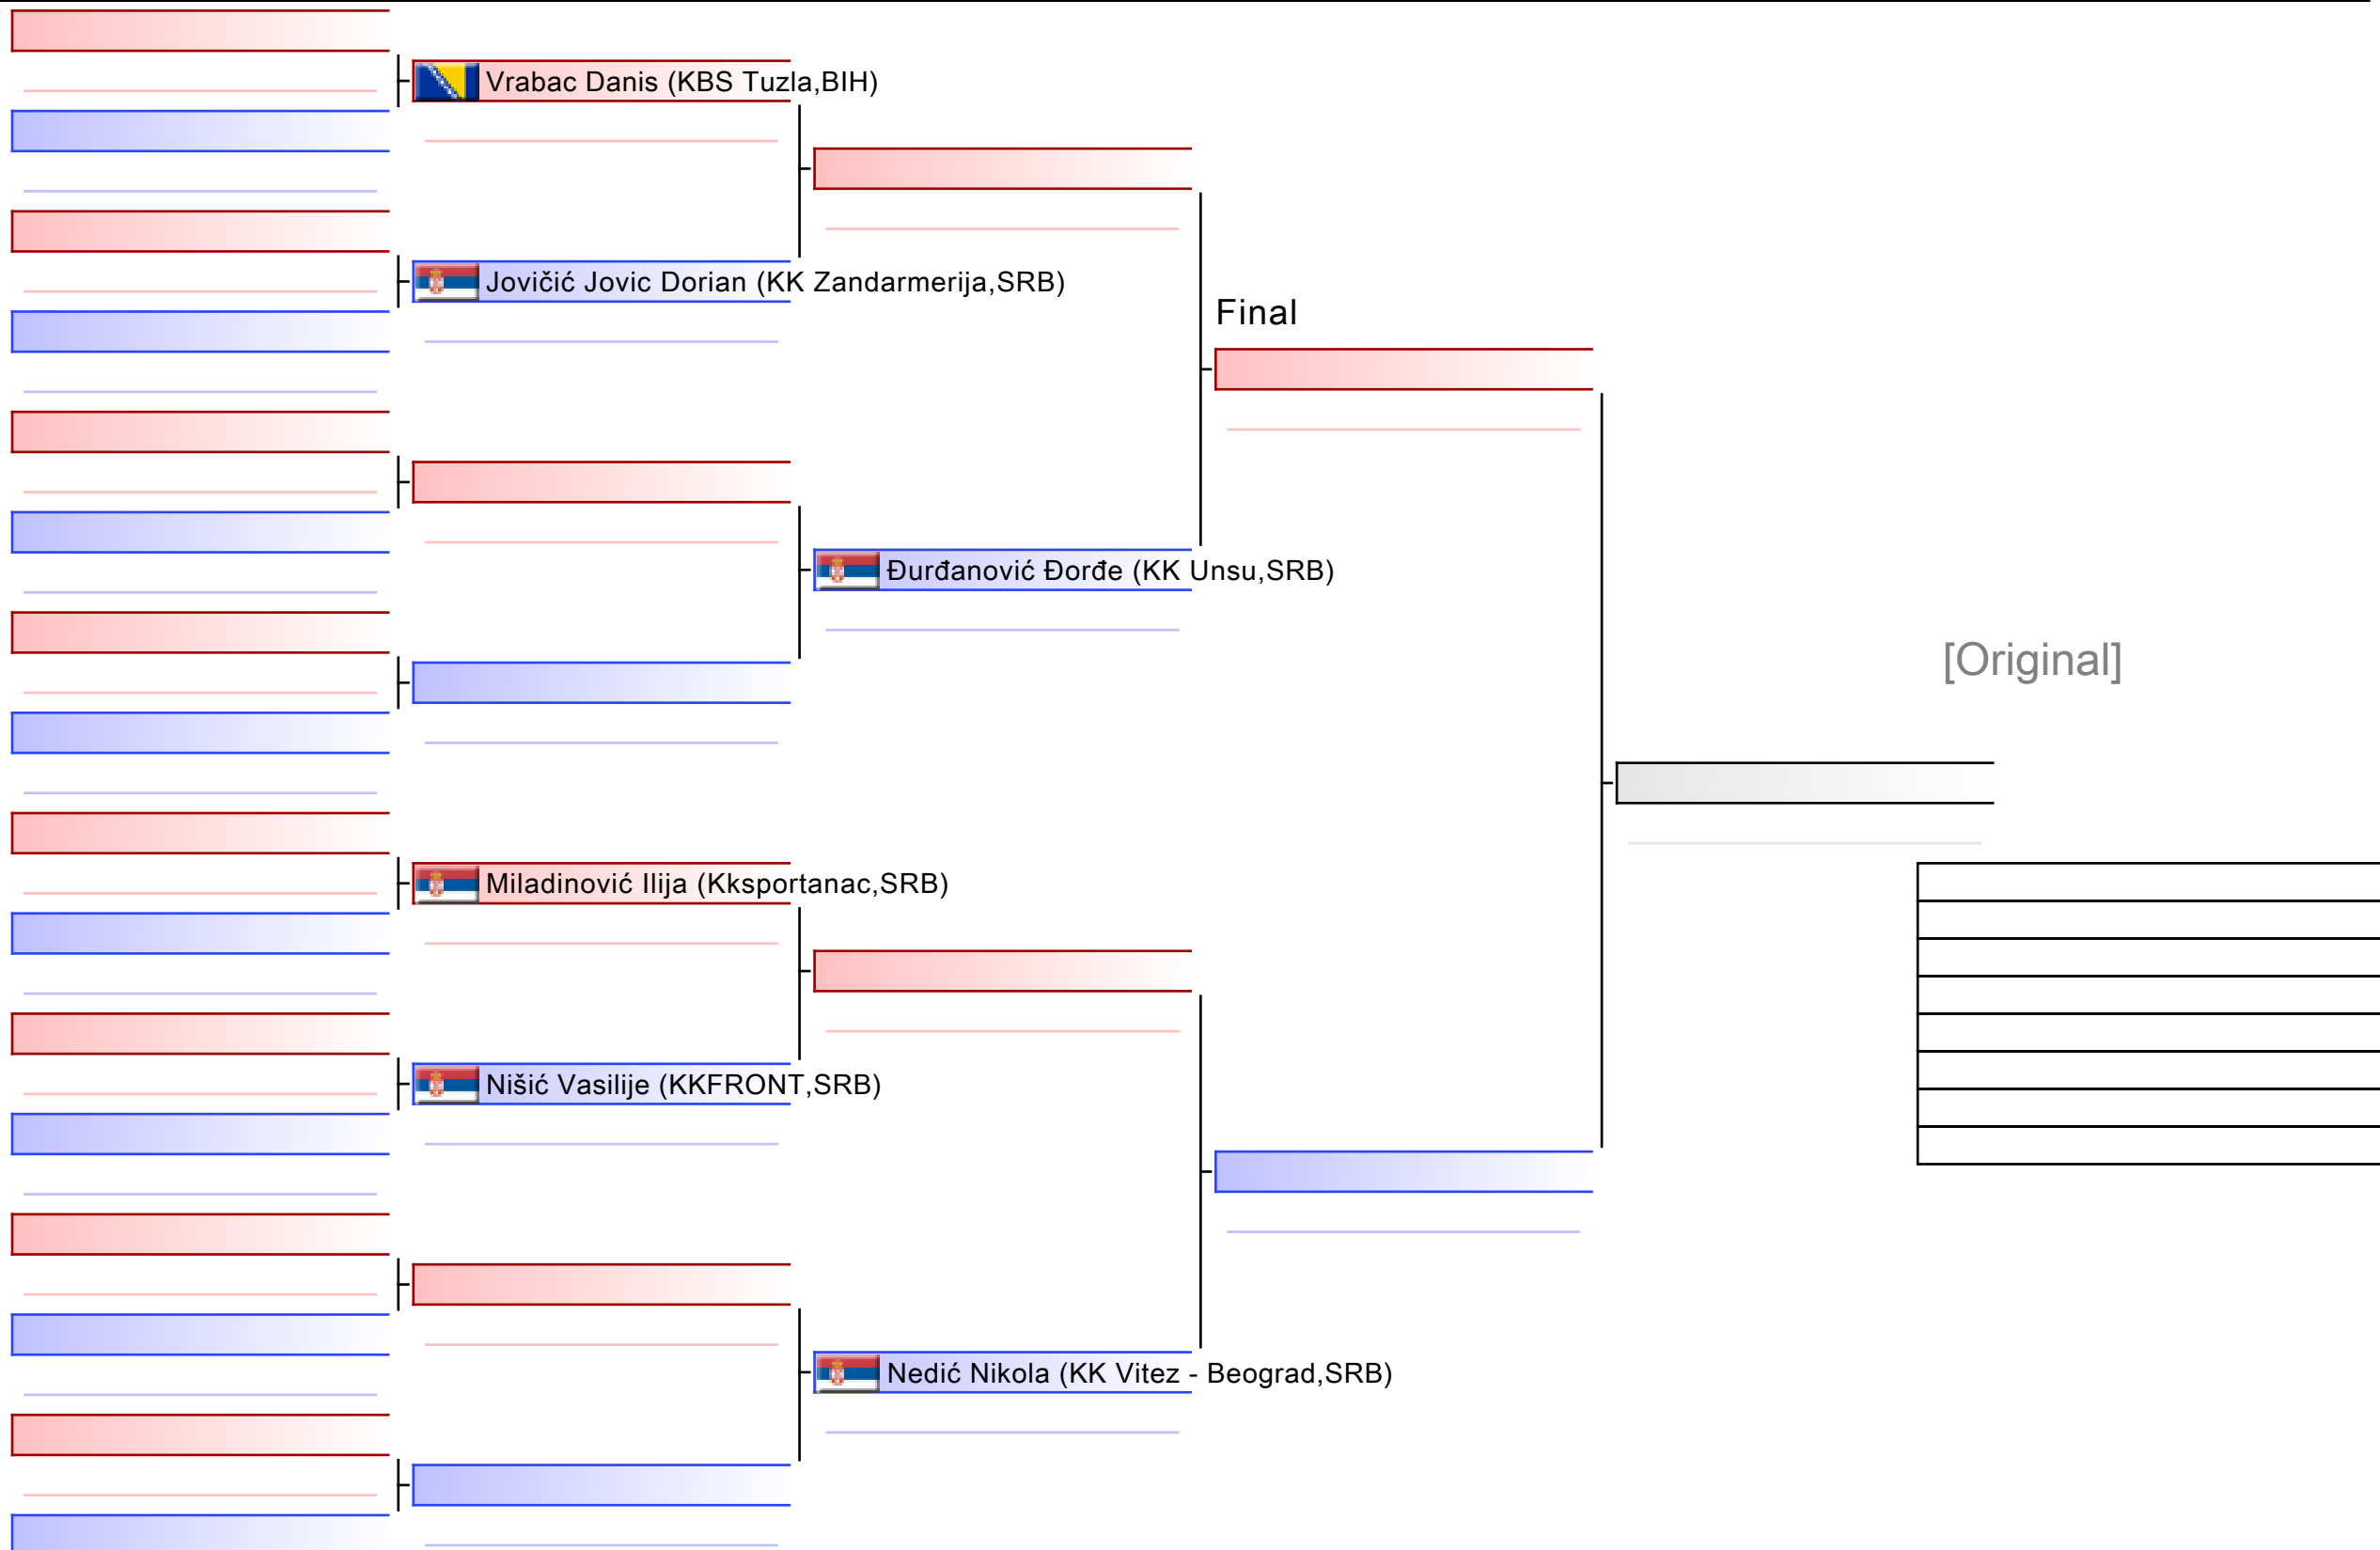 Vrabac Danis (KBS Tuzla,BIH)
Jovičić Jovic Dorian (KK Zandarmerija,SRB)
Final
Đurđanović Đorđe (KK Unsu,SRB)
[Original]
Miladinović Ilija (Kksportanac,SRB)
Nišić Vasilije (KKFRONT,SRB)
Nedić Nikola (KK Vitez - Beograd,SRB)